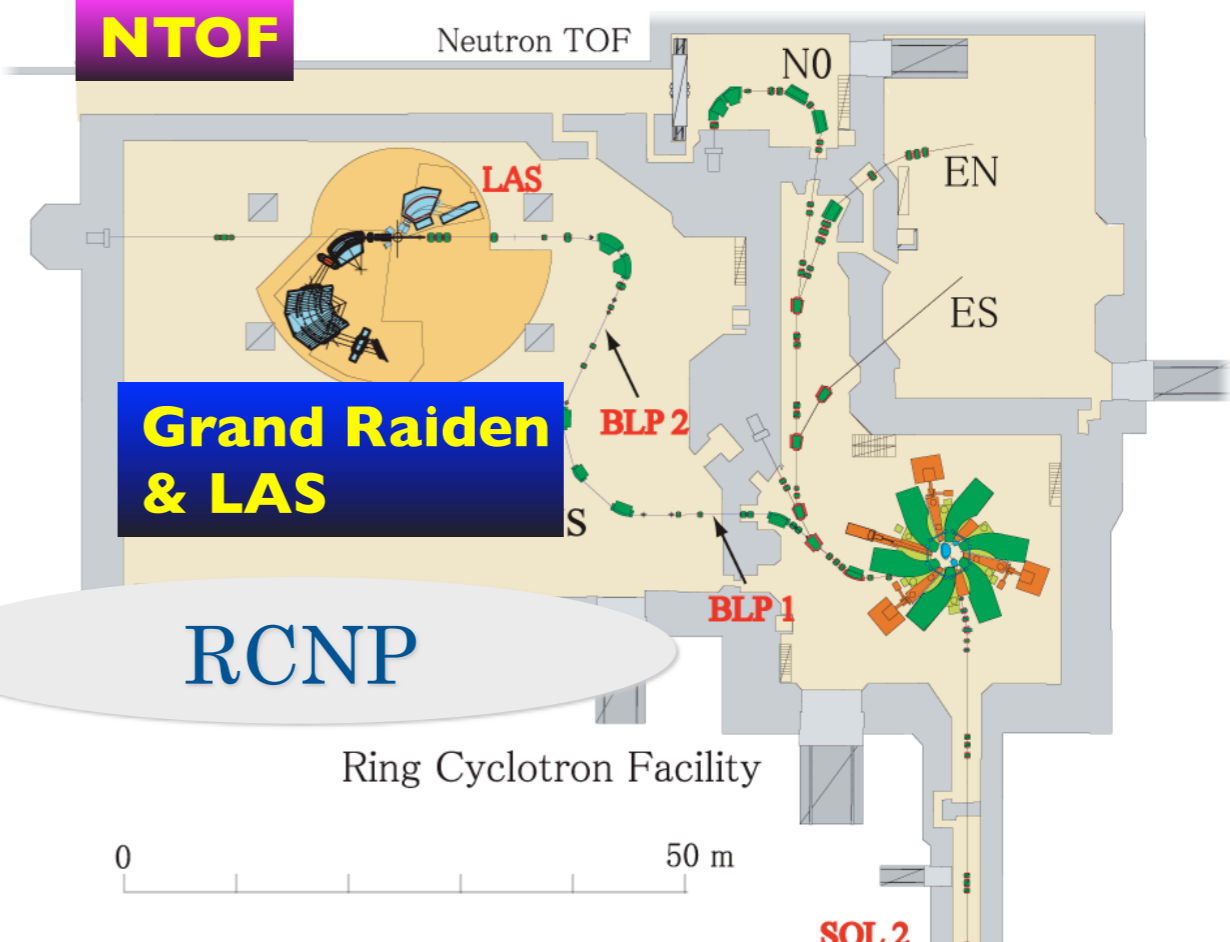 NTOF
Neutron TOF
N0
LAS
EN
ES
BLP 2
Grand Raiden
& LAS
S
BLP 1
RCNP
Ring Cyclotron Facility
0
50 m
SOL 2